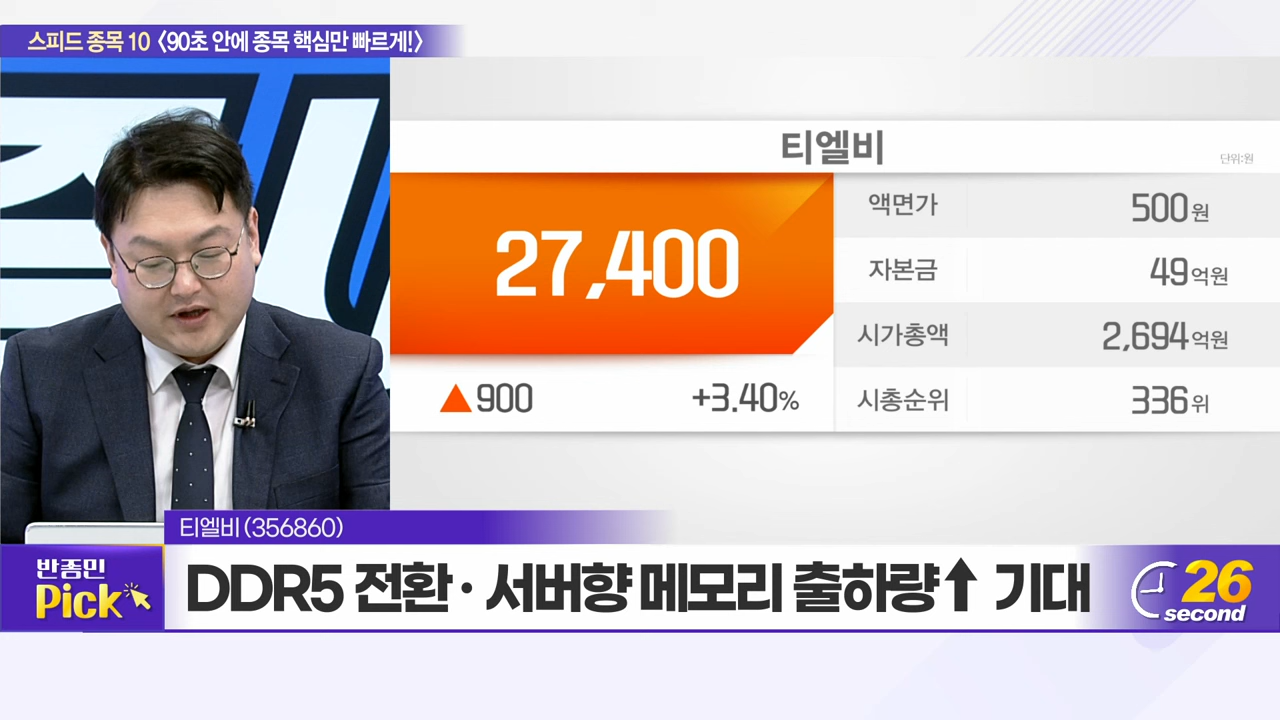 스피드 종목 10 〈90초 안에 종목 핵심만 빠르게!〉
티엘비
단위:원
27,400
▲900 +3.40%
액면가 500원
자본금 49억원
시가총액 2,694억원
시총순위 336위
티엘비(356860)
반종민
Pick
DDR5 전환· 서버향 메모리 출하량↑ 기대
26
second